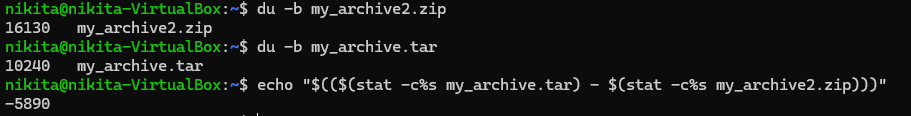 nikita@nikita-VirtualBox:~$ du -b my_archive2.zip
16130   my_archive2.zip
nikita@nikita-VirtualBox:~$ du -b my_archive.tar
10240   my_archive.tar
nikita@nikita-VirtualBox:~$ echo "$(($(stat -c%s my_archive.tar) - $(stat -c%s my_archive2.zip)))"
-5890